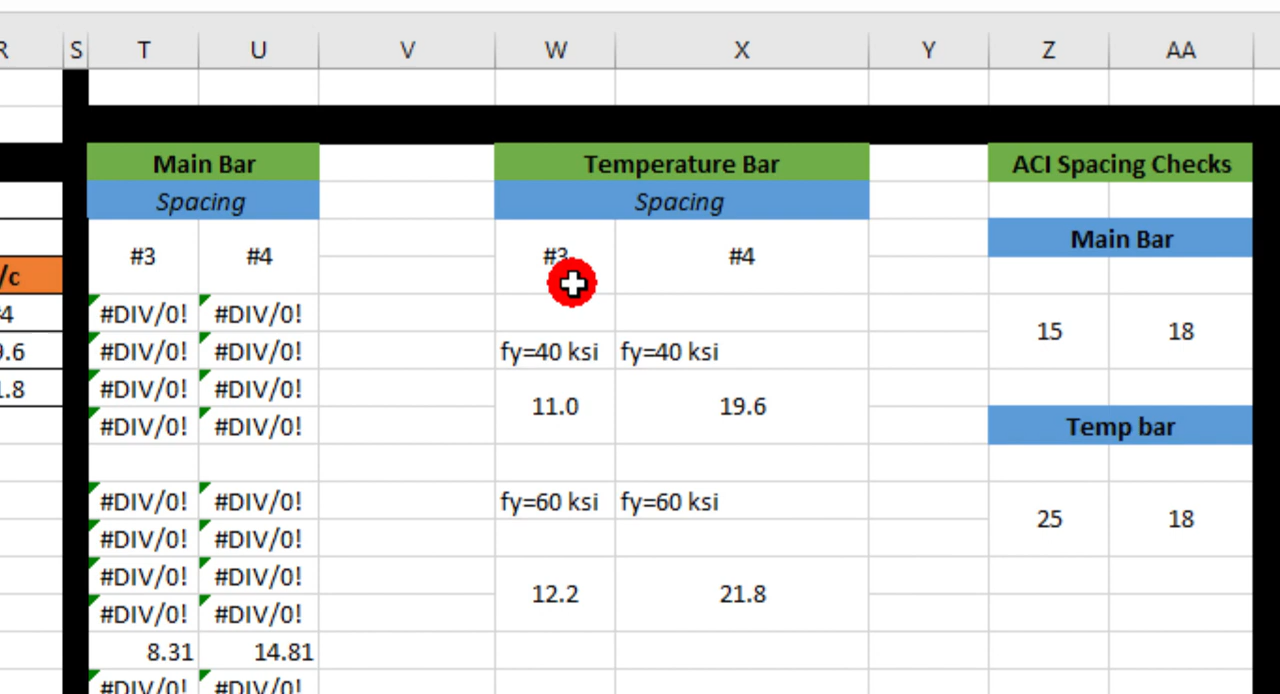 R S T U V W X Y Z AA
Main Bar Temperature Bar ACI Spacing Checks
Spacing Spacing
Main Bar
#3 #4 #3 #4
/c
4 #DIV/0! #DIV/0!
15 18
9.6 #DIV/0! #DIV/0! fy=40 ksi fy=40 ksi
.8 #DIV/0! #DIV/0!
11.0 19.6
#DIV/0! #DIV/0! Temp bar
#DIV/0! #DIV/0! fy=60 ksi fy=60 ksi
25 18
#DIV/0! #DIV/0!
#DIV/0! #DIV/0!
12.2 21.8
#DIV/0! #DIV/0!
8.31 14.81
#DIV/0! #DIV/0!